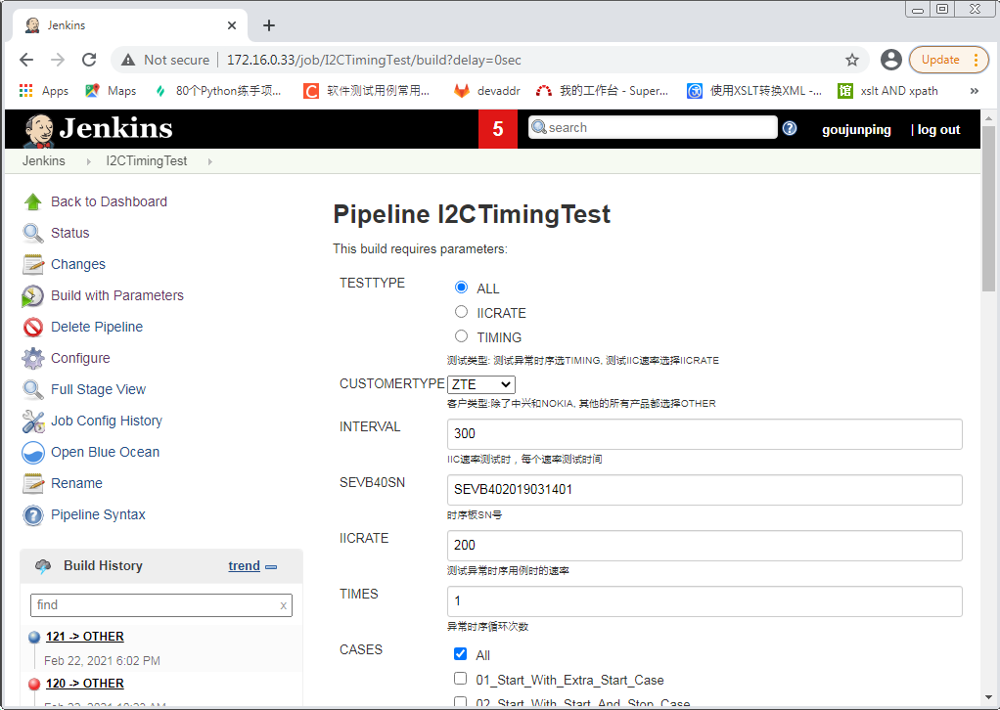 Jenkins
Not secure | 172.16.0.33/job/I2CTimingTest/build?delay=0sec
Update
Apps
Maps
80个Python练手项...
软件测试用例常用...
devaddr
我的工作台 - Super...
使用XSLT转换XML -...
xslt AND xpath
»
Jenkins
5
search
goujunping
| log out
Jenkins
I2CTimingTest
Back to Dashboard
Status
Changes
Build with Parameters
Delete Pipeline
Configure
Full Stage View
Job Config History
Open Blue Ocean
Rename
Pipeline Syntax
Build History
trend
find
x
121 -> OTHER
Feb 22, 2021 6:02 PM
120 -> OTHER
Pipeline I2CTimingTest
This build requires parameters:
TESTTYPE
ALL
IICRATE
TIMING
测试类型: 测试异常时序选TIMING, 测试IIC速率选择IICRATE
CUSTOMERTYPE
ZTE
客户类型:除了中兴和NOKIA, 其他的所有产品都选择OTHER
INTERVAL
300
IIC速率测试时，每个速率测试时间
SEVB40SN
SEVB402019031401
时序板SN号
IICRATE
200
测试异常时序用例时的速率
TIMES
1
异常时序循环次数
CASES
All
01_Start_With_Extra_Start_Case
02_Start_With_Start_And_Stop_Case